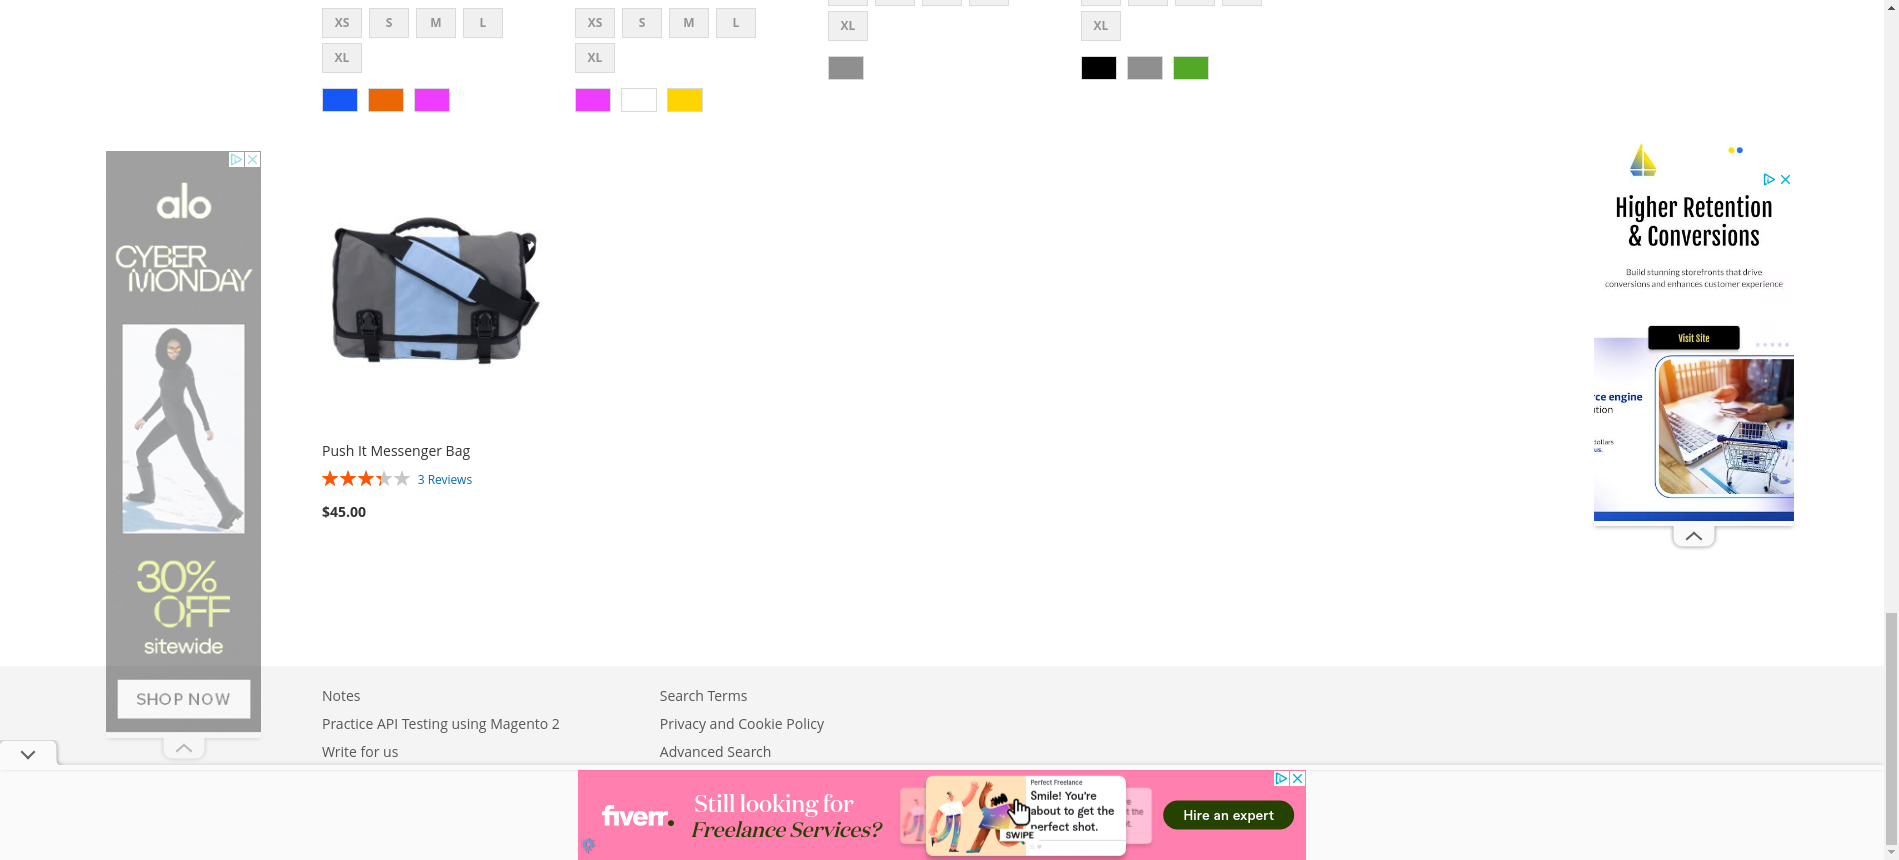 XS S M L
XL
XS S M L
XL
XL
XL
alo
CYBER
MONDAY
30%
OFF
sitewide
SHOP NOW
Push It Messenger Bag
3 Reviews
$45.00
Higher Retention
& Conversions
Build stunning storefronts that drive
conversions and enhances customer experience
Visit Site
ce engine
tion
dollars
us.
Notes
Practice API Testing using Magento 2
Write for us
Search Terms
Privacy and Cookie Policy
Advanced Search
fiverr.
Still looking for
Freelance Services?
Perfect Freelance
Smile! You're
about to get the
perfect shot.
SWIPE
Hire an expert